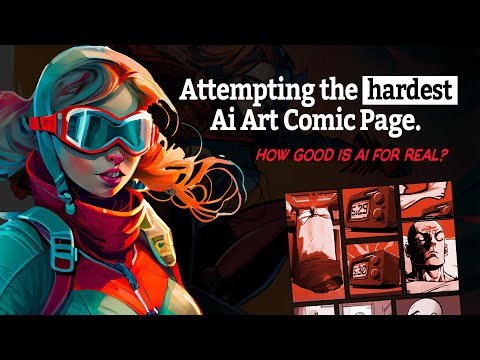 Attempting the hardest
Ai Art Comic Page.
HOW GOOD IS AI FOR REAL?